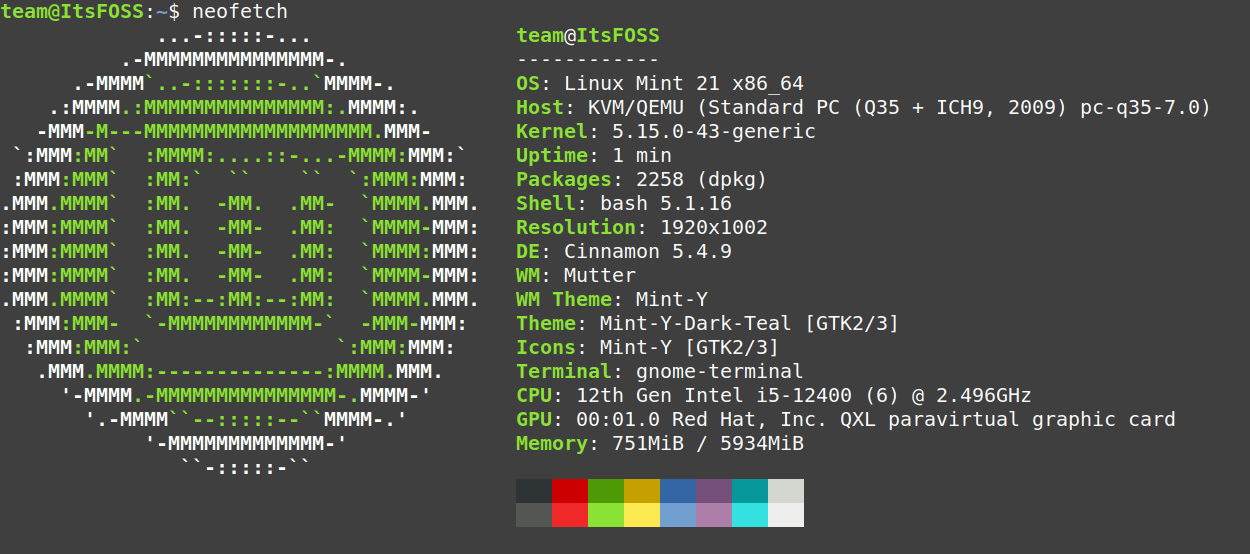 team@ItsFOSS:~$ neofetch
             ...-:::::-...
          .-MMMMMMMMMMMMMMM-.
      .-MMMM`..-:::::::-..`MMMM-.
    .:MMMM.:MMMMMMMMMMMMMMM:.MMMM:.
   -MMM-M---MMMMMMMMMMMMMMMMMMM.MMM-
 `:MMM:MM`  :MMMM:....::-...-MMMM:MMM:`
 :MMM:MMM`  :MM:`  ``    ``  `:MMM:MMM:
.MMM.MMMM`  :MM.  -MM.  .MM-  `MMMM.MMM.
:MMM:MMMM`  :MM.  -MM-  .MM:  `MMMM-MMM:
:MMM:MMMM`  :MM.  -MM-  .MM:  `MMMM:MMM:
:MMM:MMMM`  :MM.  -MM-  .MM:  `MMMM-MMM:
.MMM.MMMM`  :MM:--:MM:--:MM:  `MMMM.MMM.
 :MMM:MMM-  `-MMMMMMMMMMMM-`  -MMM-MMM:
  :MMM:MMM:`                `:MMM:MMM:
   .MMM.MMMM:--------------:MMMM.MMM.
     '-MMMM.-MMMMMMMMMMMMMMM-.MMMM-'
       '.-MMMM``--:::::--``MMMM-.'
            '-MMMMMMMMMMMMM-'
               ``-:::::-``
team@ItsFOSS
------------
OS: Linux Mint 21 x86_64
Host: KVM/QEMU (Standard PC (Q35 + ICH9, 2009) pc-q35-7.0)
Kernel: 5.15.0-43-generic
Uptime: 1 min
Packages: 2258 (dpkg)
Shell: bash 5.1.16
Resolution: 1920x1002
DE: Cinnamon 5.4.9
WM: Mutter
WM Theme: Mint-Y
Theme: Mint-Y-Dark-Teal [GTK2/3]
Icons: Mint-Y [GTK2/3]
Terminal: gnome-terminal
CPU: 12th Gen Intel i5-12400 (6) @ 2.496GHz
GPU: 00:01.0 Red Hat, Inc. QXL paravirtual graphic card
Memory: 751MiB / 5934MiB